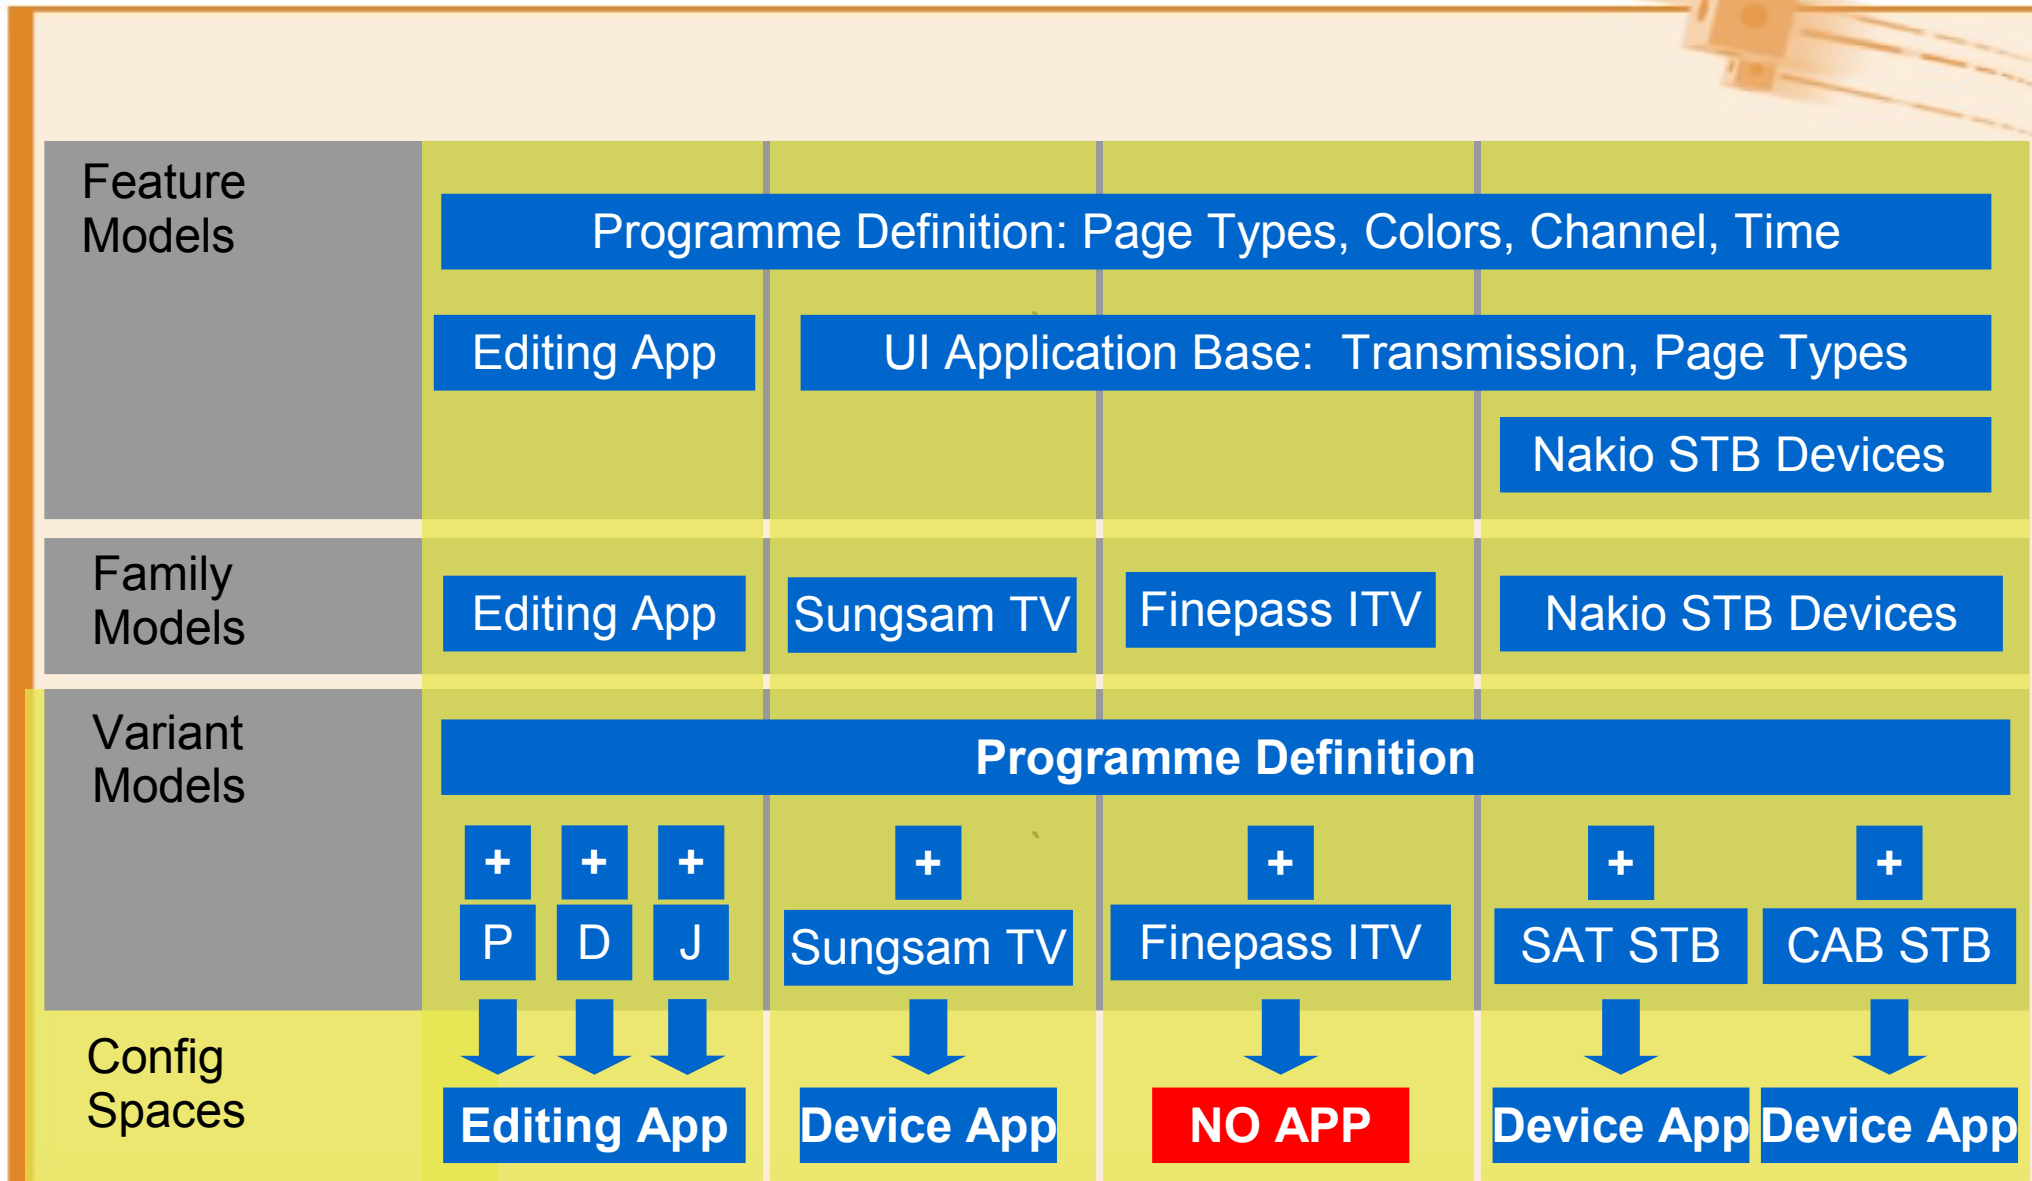 Feature
Models
Programme Definition: Page Types, Colors, Channel, Time
Editing App
UI Application Base:  Transmission, Page Types
Nakio STB Devices
Family
Models
Editing App
Sungsam TV
Finepass ITV
Nakio STB Devices
Variant
Models
Programme Definition
+ + + + + + +
P D J Sungsam TV Finepass ITV SAT STB CAB STB
Config
Spaces
Editing App
Device App
NO APP
Device App
Device App